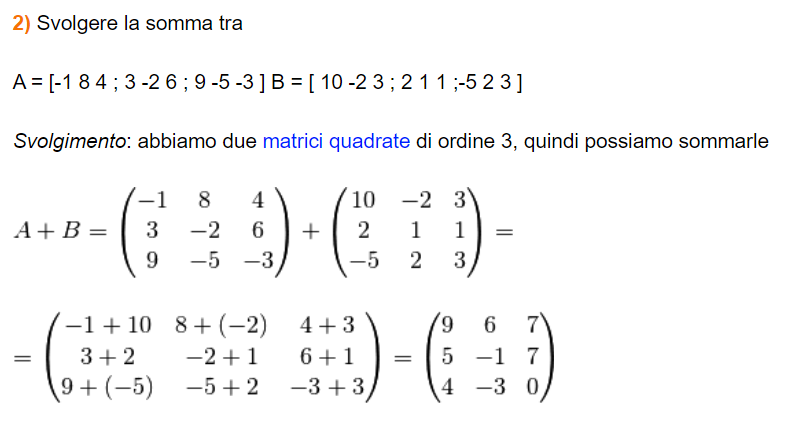 2) Svolgere la somma tra
A = [-1 8 4 ; 3 -2 6 ; 9 -5 -3 ] B = [ 10 -2 3 ; 2 1 1 ;-5 2 3 ]
Svolgimento: abbiamo due matrici quadrate di ordine 3, quindi possiamo sommarle
−1 8 4 10 −2 3
A + B = ( 3 −2 6 ) + ( 2 1 1 ) =
9 −5 −3 −5 2 3
−1 + 10 8 + (−2) 4 + 3 9 6 7
= ( 3 + 2 −2 + 1 6 + 1 ) = ( 5 −1 7 )
9 + (−5) −5 + 2 −3 + 3 4 −3 0